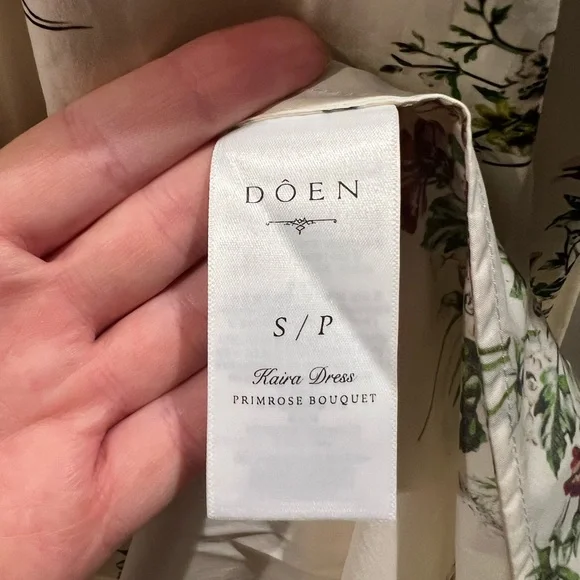 DÔEN
S / P
Kaira Dress
PRIMROSE BOUQUET